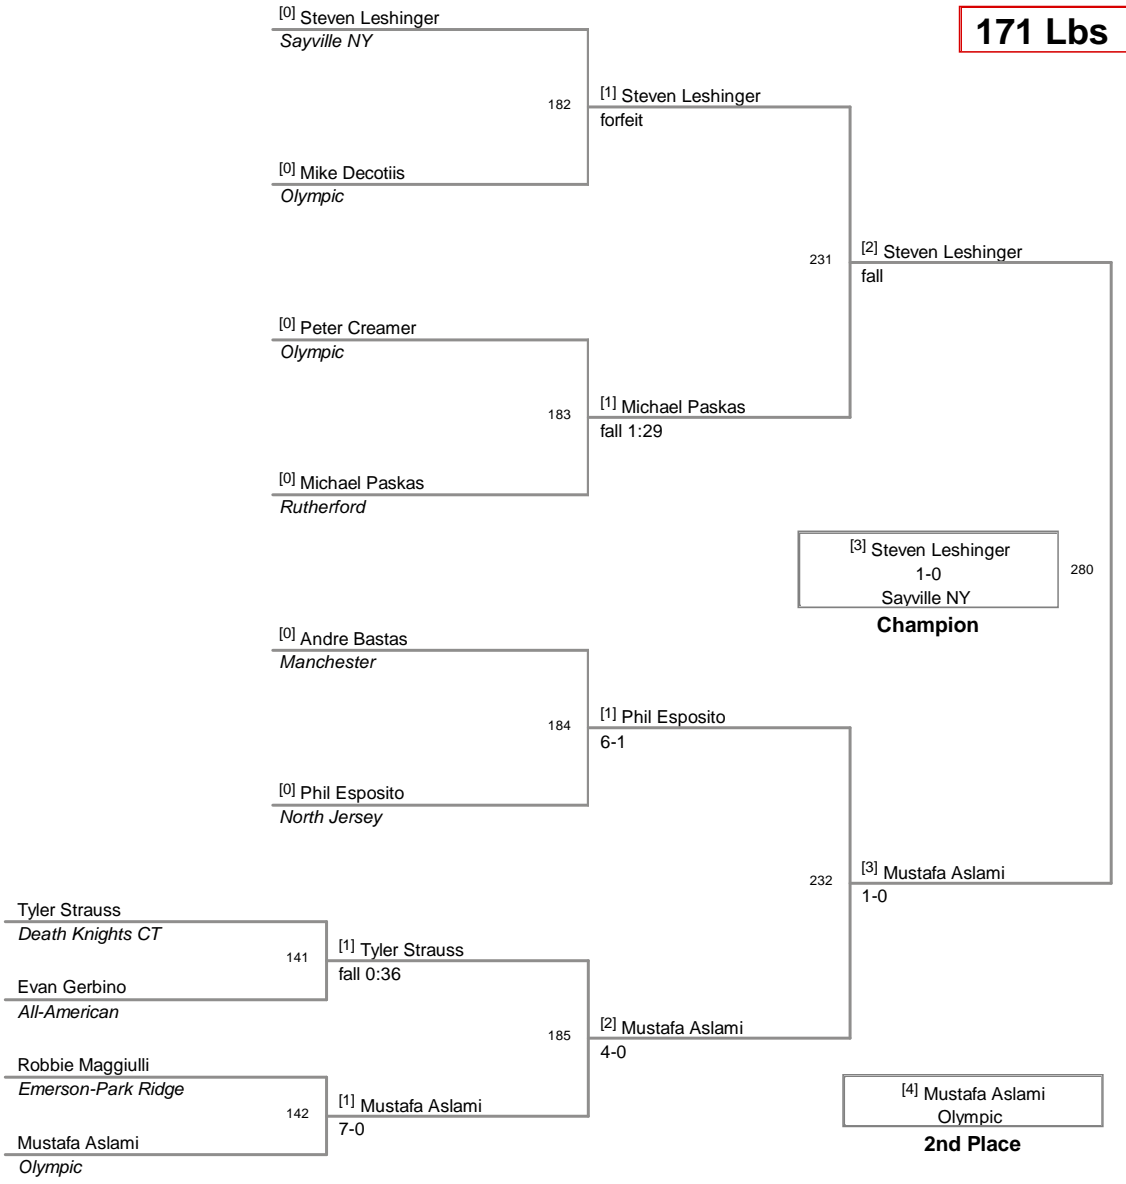 [0] Steven Leshinger
Sayville NY
171 Lbs
182
[1] Steven Leshinger
forfeit
[0] Mike Decotiis
Olympic
231
[2] Steven Leshinger
fall
[0] Peter Creamer
Olympic
183
[1] Michael Paskas
fall 1:29
[0] Michael Paskas
Rutherford
[3] Steven Leshinger
1-0
Sayville NY
Champion
280
[0] Andre Bastas
Manchester
184
[1] Phil Esposito
6-1
[0] Phil Esposito
North Jersey
232
[3] Mustafa Aslami
1-0
Tyler Strauss
Death Knights CT
141
[1] Tyler Strauss
fall 0:36
Evan Gerbino
All-American
185
[2] Mustafa Aslami
4-0
Robbie Maggiulli
Emerson-Park Ridge
142
[1] Mustafa Aslami
7-0
Mustafa Aslami
Olympic
[4] Mustafa Aslami
Olympic
2nd Place